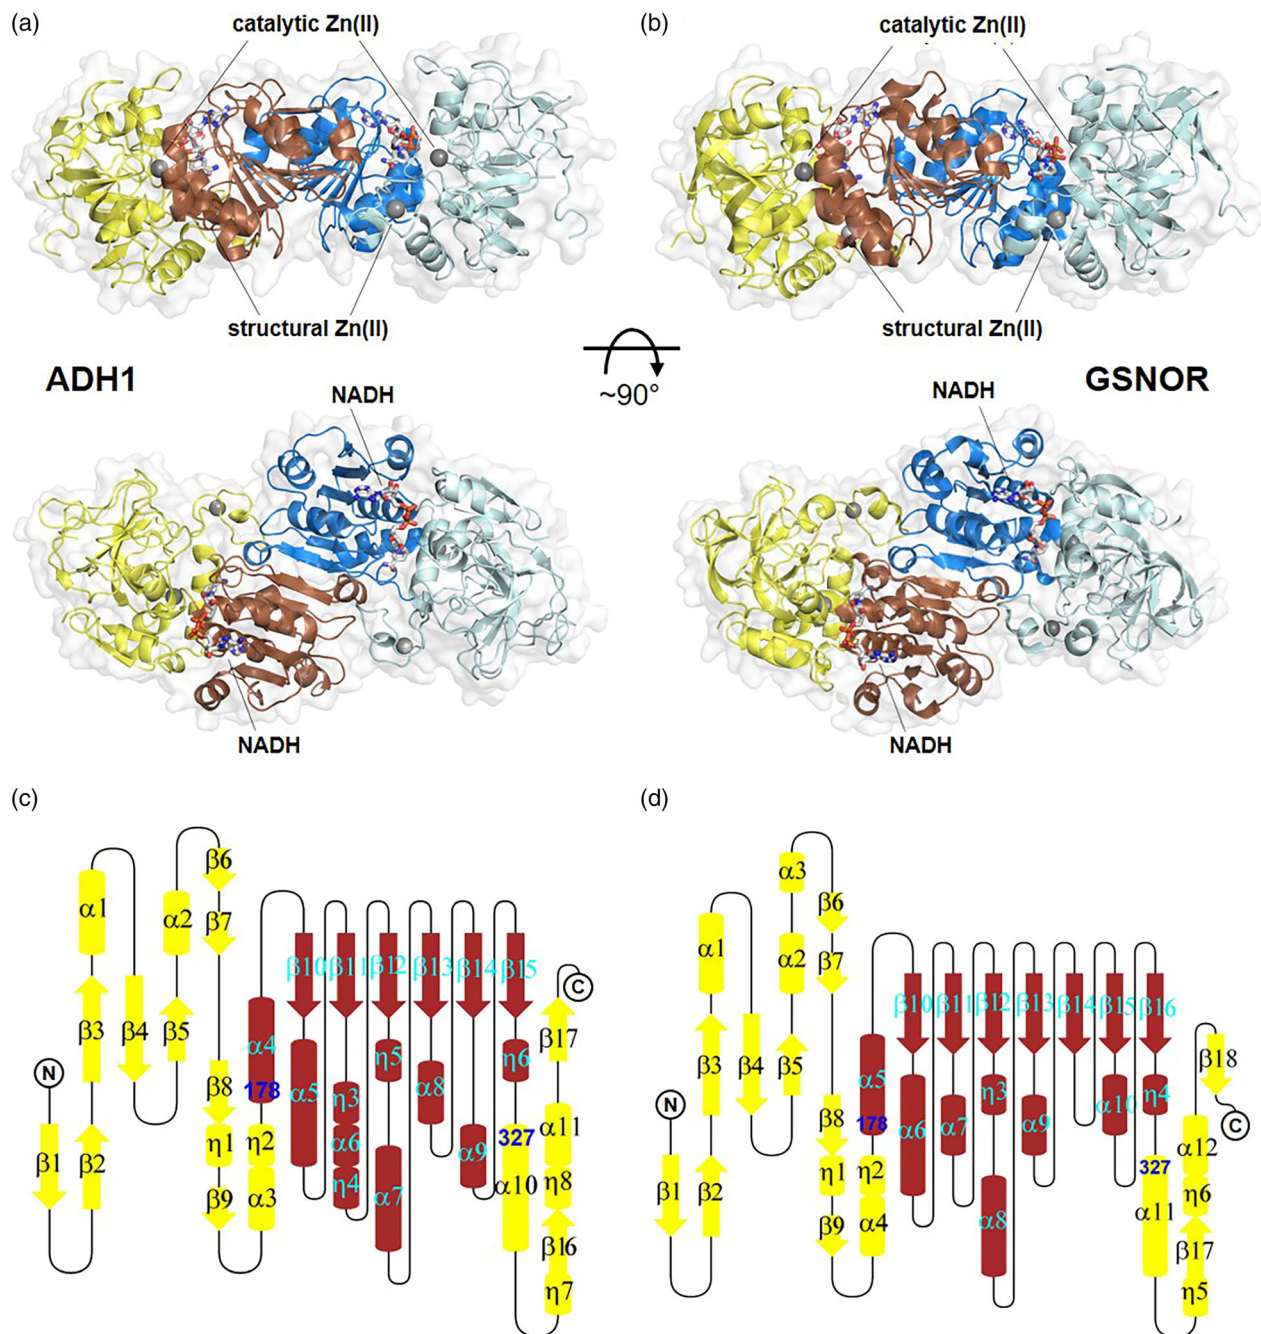 (a)
catalytic Zn(II)
structural Zn(II)
(b)
catalytic Zn(II)
structural Zn(II)
ADH1
~90°
GSNOR
NADH
NADH
NADH
NADH
(c)
N
β1
β2
β3
α1
β4
β5
α2
β6
β7
β8
η1
β9
α3
η2
178
α4
β10
α5
β11
η3
α6
η4
β12
η5
α7
β13
α8
β14
α9
β15
η6
327
α10
η7
β16
η8
α11
β17
C
(d)
N
β1
β2
β3
α1
β4
β5
α2
α3
β6
β7
β8
η1
β9
α4
η2
178
α5
β10
α6
β11
α7
β12
η3
α8
β13
α9
β14
β15
α10
β16
η4
327
α11
η5
β17
η6
α12
β18
C